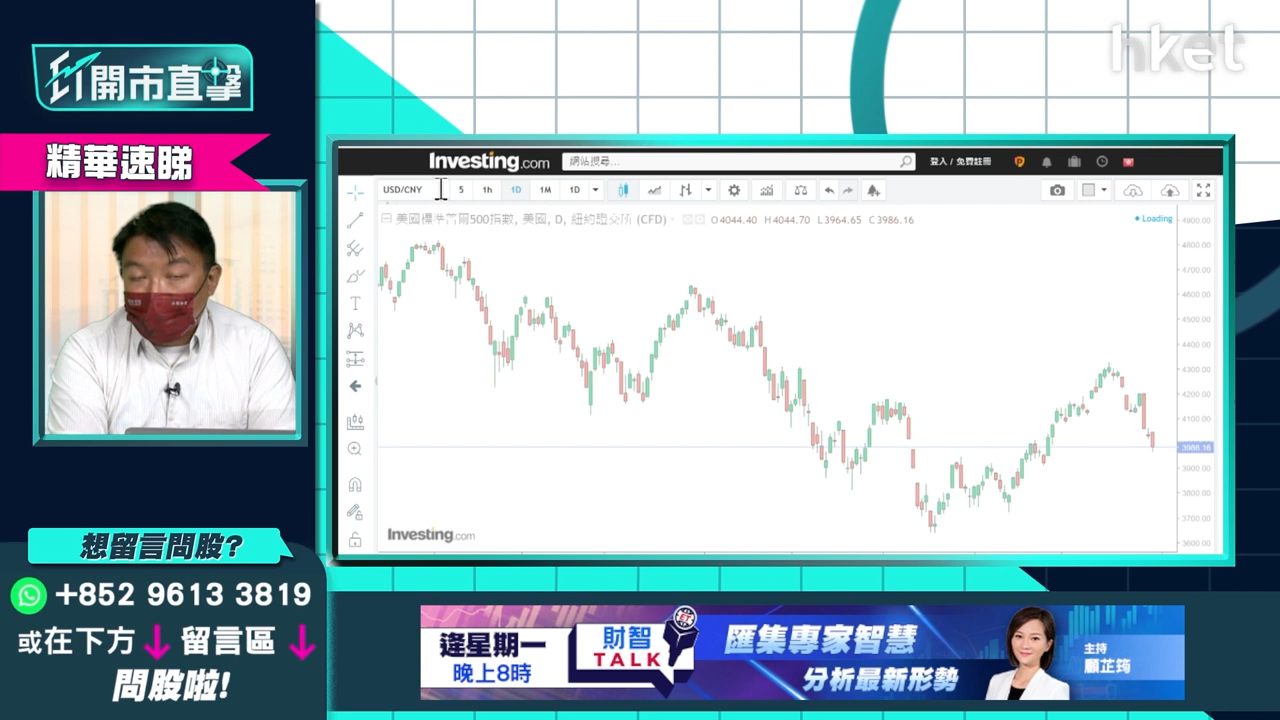 hket
ET開市直擊
精華速睇
Investing.com
網站搜尋...
登入 / 免費註冊
USD/CNY
5 1h 1D 1M 1D
美國標準普爾500指數, 美國, D, 紐約證交所 (CFD)
O4044.40 H4044.70 L3964.65 C3986.16
Loading
4900.00
4800.00
4700.00
4600.00
4500.00
4400.00
4300.00
4200.00
4100.00
3986.16
3900.00
3800.00
3700.00
3600.00
Investing.com
想留言問股?
+852 9613 3819
或在下方 留言區
問股啦!
逢星期一
晚上8時
財智
TALK
匯集專家智慧
分析最新形勢
主持
顧芷筠